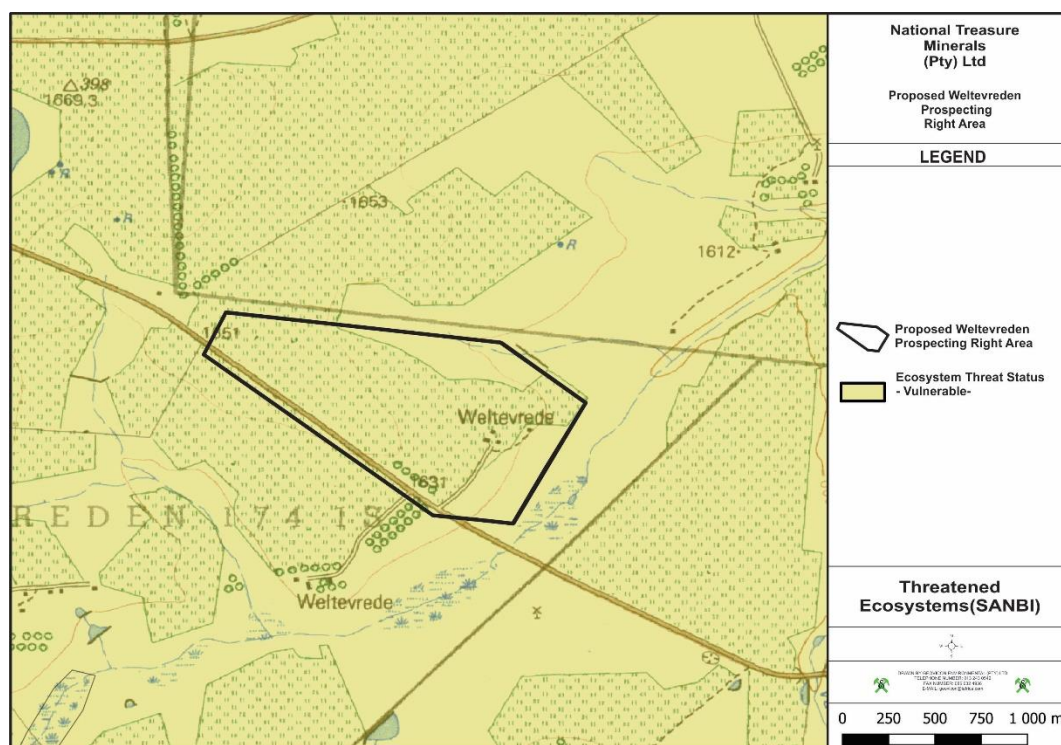 398
1669,3
R
R
R
1653
R
1612
1651
Weltevrede
1631
REDEN 174 IS
Weltevrede
National Treasure
Minerals
(Pty) Ltd
Proposed Weltevreden
Prospecting
Right Area
LEGEND
Proposed Weltevreden
Prospecting Right Area
Ecosystem Threat Status
- Vulnerable-
Threatened
Ecosystems(SANBI)
0 250 500 750 1 000 m